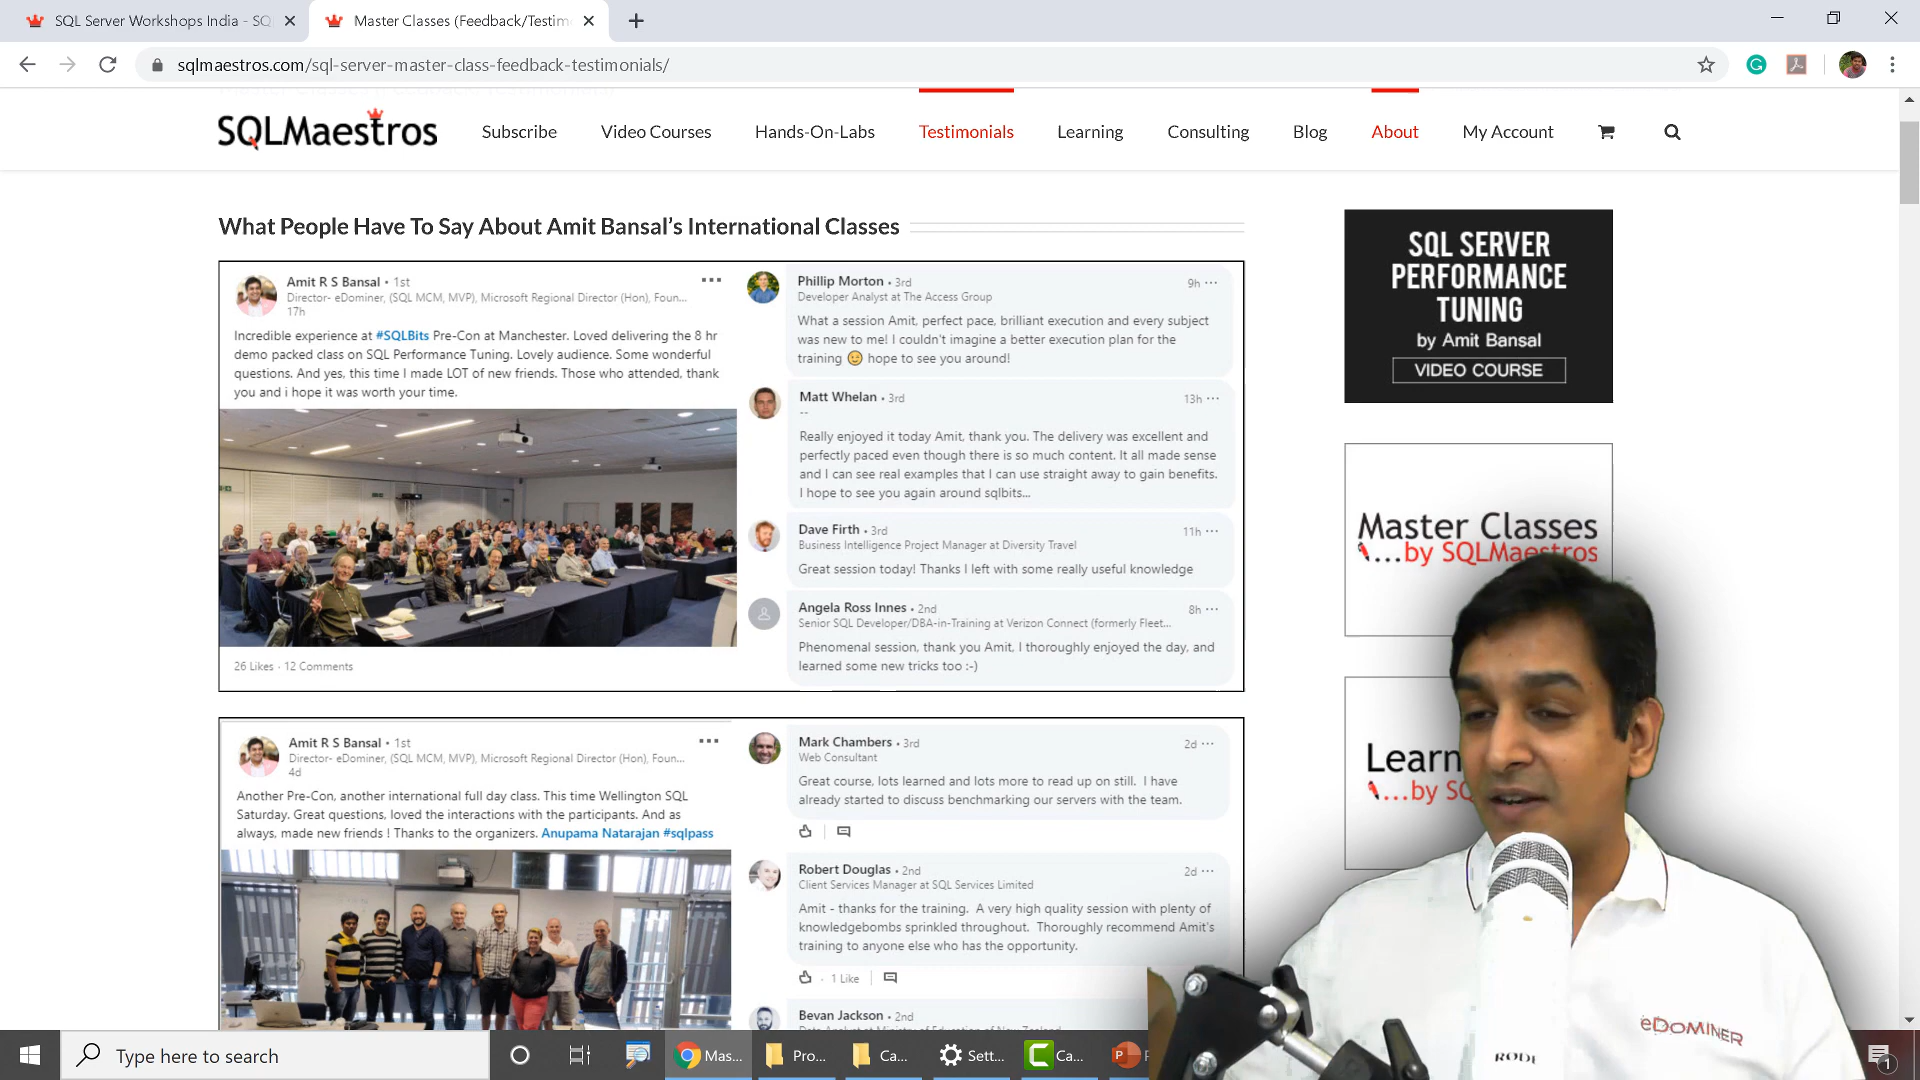 SQL Server Workshops India - SQ
Master Classes (Feedback/Testim
sqlmaestros.com/sql-server-master-class-feedback-testimonials/
SQLMaestros
Subscribe
Video Courses
Hands-On-Labs
Testimonials
Learning
Consulting
Blog
About
My Account
What People Have To Say About Amit Bansal's International Classes
Amit R S Bansal • 1st
Director- eDominer, (SQL MCM, MVP), Microsoft Regional Director (Hon), Foun...
17h
Incredible experience at #SQLBits Pre-Con at Manchester. Loved delivering the 8 hr
demo packed class on SQL Performance Tuning. Lovely audience. Some wonderful
questions. And yes, this time I made LOT of new friends. Those who attended, thank
you and i hope it was worth your time.
26 Likes · 12 Comments
Phillip Morton • 3rd
9h
Developer Analyst at The Access Group
What a session Amit, perfect pace, brilliant execution and every subject
was new to me! I couldn't imagine a better execution plan for the
training 😉 hope to see you around!
Matt Whelan • 3rd
13h
--
Really enjoyed it today Amit, thank you. The delivery was excellent and
perfectly paced even though there is so much content. It all made sense
and I can see real examples that I can use straight away to gain benefits.
I hope to see you again around sqlbits...
Dave Firth • 3rd
11h
Business Intelligence Project Manager at Diversity Travel
Great session today! Thanks I left with some really useful knowledge
Angela Ross Innes • 2nd
8h
Senior SQL Developer/DBA-in-Training at Verizon Connect (formerly Fleet...
Phenomenal session, thank you Amit, I thoroughly enjoyed the day, and
learned some new tricks too :-)
Amit R S Bansal • 1st
Director- eDominer, (SQL MCM, MVP), Microsoft Regional Director (Hon), Foun...
4d
Another Pre-Con, another international full day class. This time Wellington SQL
Saturday. Great questions, loved the interactions with the participants. And as
always, made new friends ! Thanks to the organizers. Anupama Natarajan #sqlpass
Mark Chambers • 3rd
2d
Web Consultant
Great course, lots learned and lots more to read up on still. I have
already started to discuss benchmarking our servers with the team.
Robert Douglas • 2nd
2d
Client Services Manager at SQL Services Limited
Amit - thanks for the training. A very high quality session with plenty of
knowledgebombs sprinkled throughout. Thoroughly recommend Amit's
training to anyone else who has the opportunity.
1 Like
Bevan Jackson • 2nd
SQL SERVER
PERFORMANCE
TUNING
by Amit Bansal
VIDEO COURSE
Master Classes
...by SQLMaestros
Learn
...by SQ
eDOMINER
RODE
Type here to search
Mas...
Pro...
Ca...
Sett...
Ca...
1